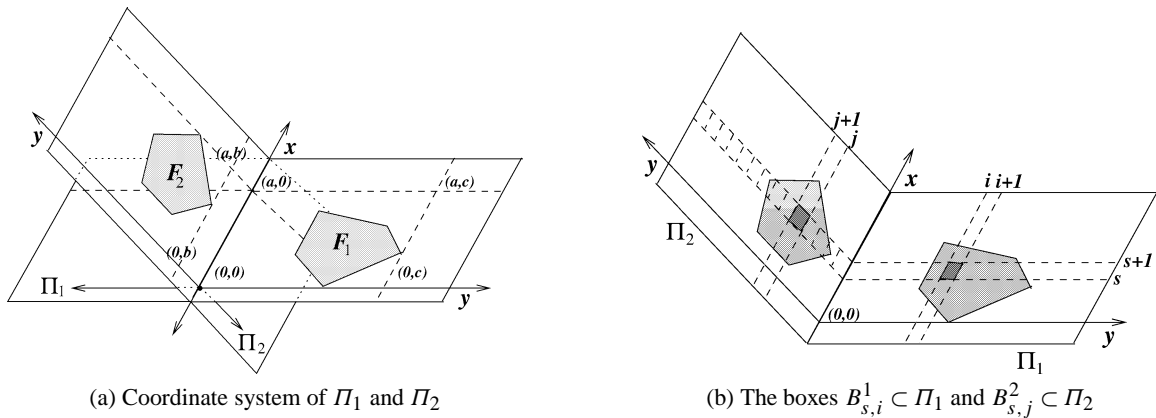 y
F₂
(a,b)
x
(a,0)
(a,c)
F₁
(0,b)
(0,0)
(0,c)
Π₁
y
Π₂
(a) Coordinate system of Π₁ and Π₂
j+1
j
y
x
i i+1
Π₂
s+1
s
(0,0)
y
Π₁
(b) The boxes B¹ₛ,ᵢ ⊂ Π₁ and B²ₛ,ⱼ ⊂ Π₂